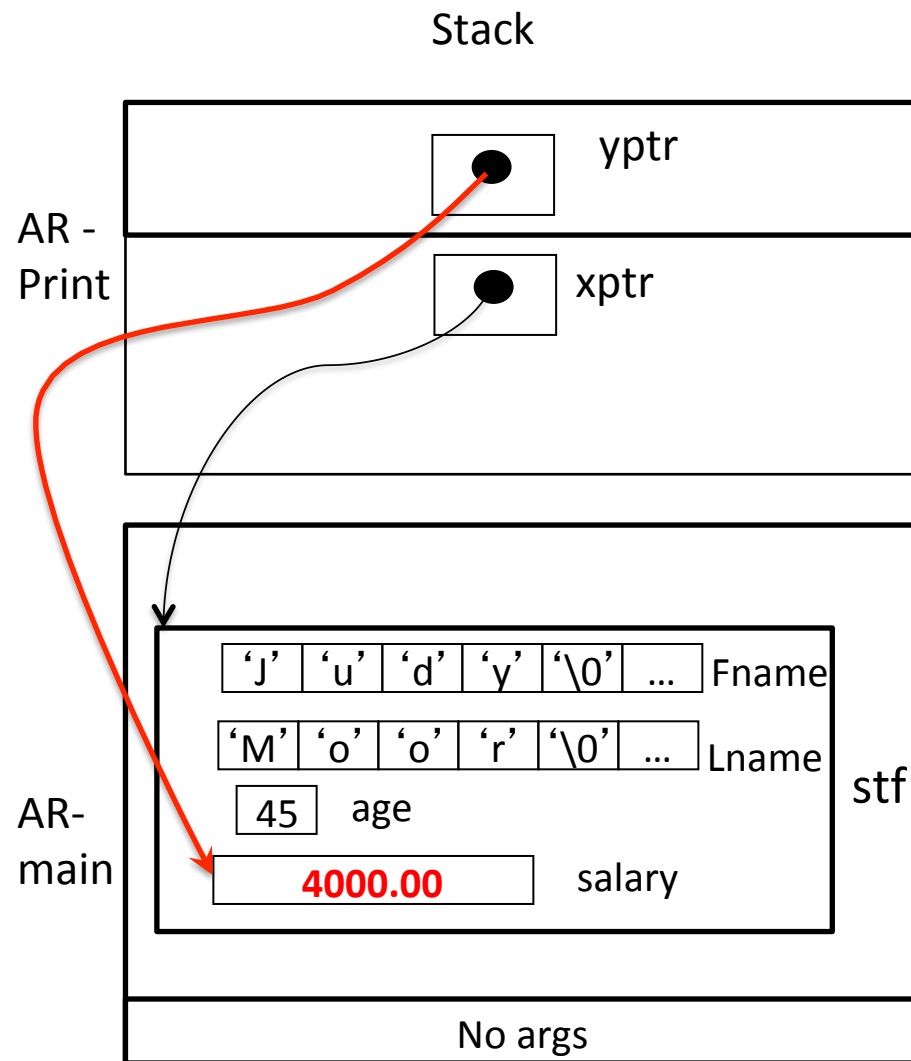 Stack
yptr
AR -
Print
xptr
‘J’ ‘u’ ‘d’ ‘y’ ‘\0’ ... Fname
‘M’ ‘o’ ‘o’ ‘r’ ‘\0’ ... Lname
stf
45 age
AR-
main
4000.00 salary
No args